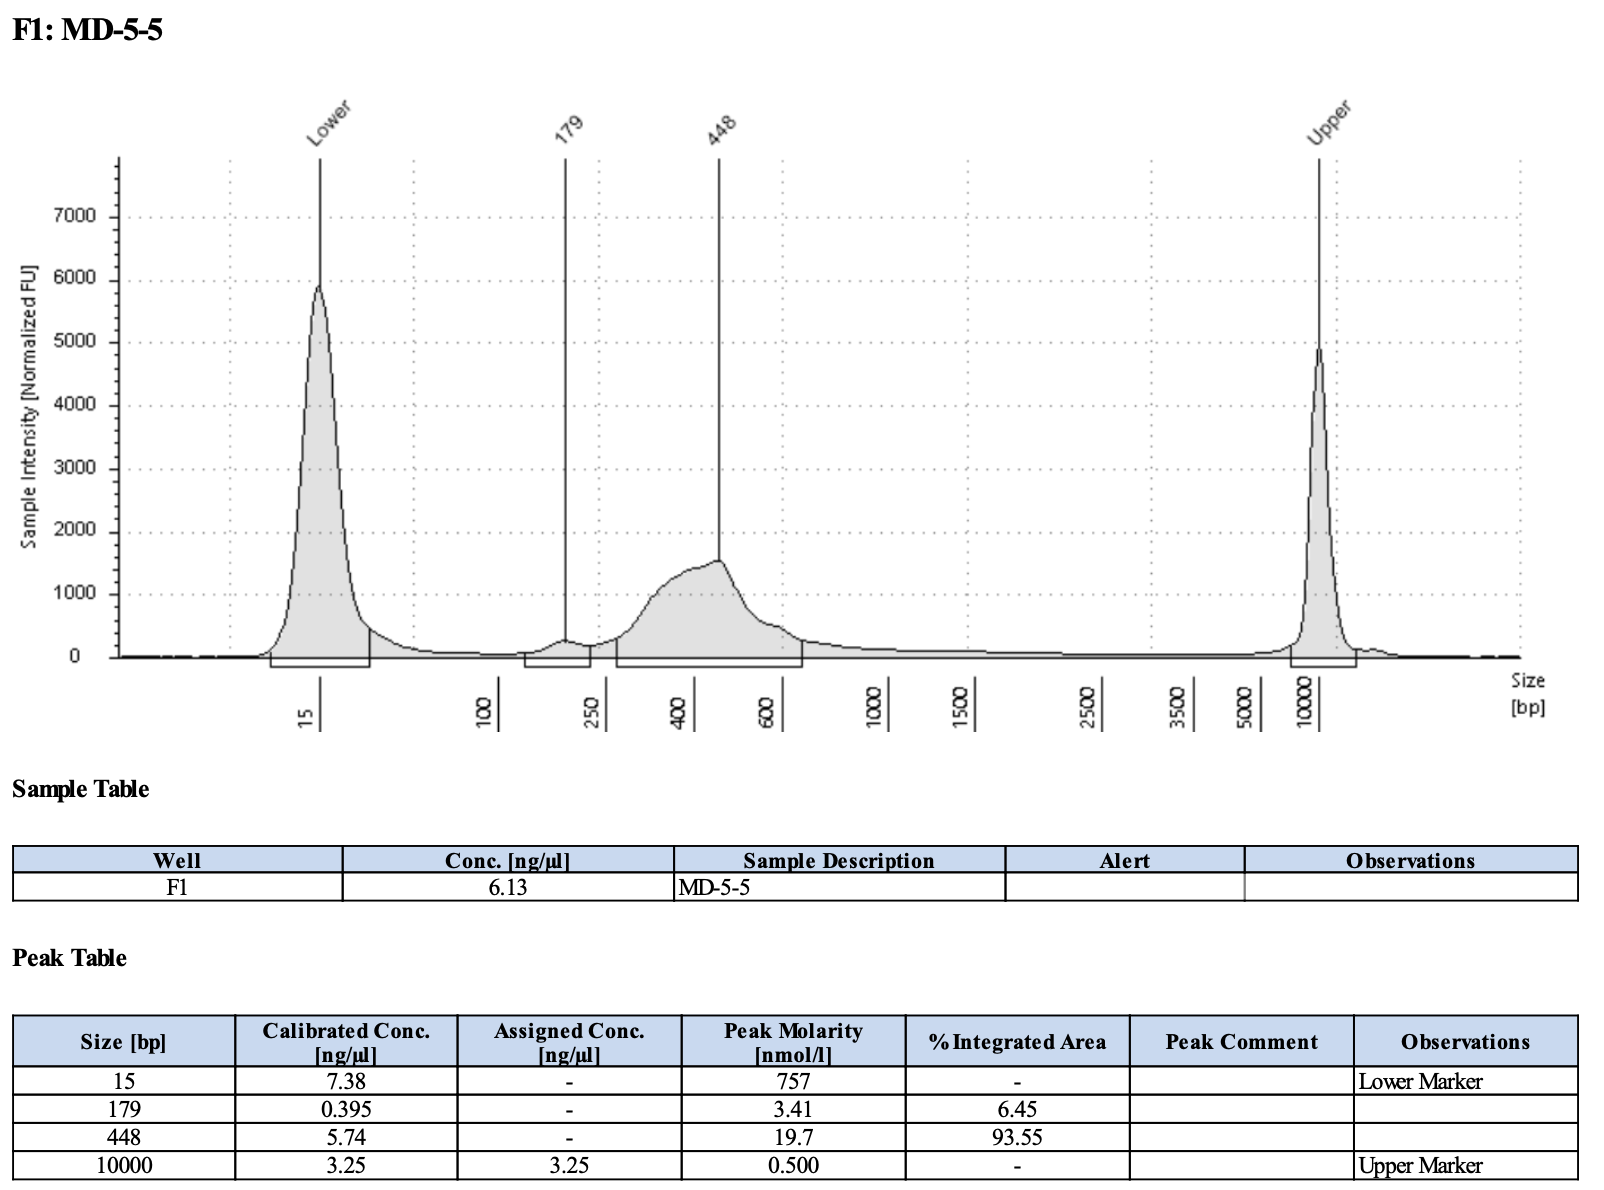 F1: MD-5-5
Lower 179 448 Upper
Sample Intensity [Normalized FU]
7000
6000
5000
4000
3000
2000
1000
0
15 100 250 400 600 1000 1500 2500 3500 5000 10000
Size
[bp]
Sample Table
Well Conc. [ng/µl] Sample Description Alert Observations
F1 6.13 MD-5-5
Peak Table
Size [bp] Calibrated Conc. [ng/µl] Assigned Conc. [ng/µl] Peak Molarity [nmol/l] % Integrated Area Peak Comment Observations
15 7.38 - 757 - Lower Marker
179 0.395 - 3.41 6.45
448 5.74 - 19.7 93.55
10000 3.25 3.25 0.500 - Upper Marker